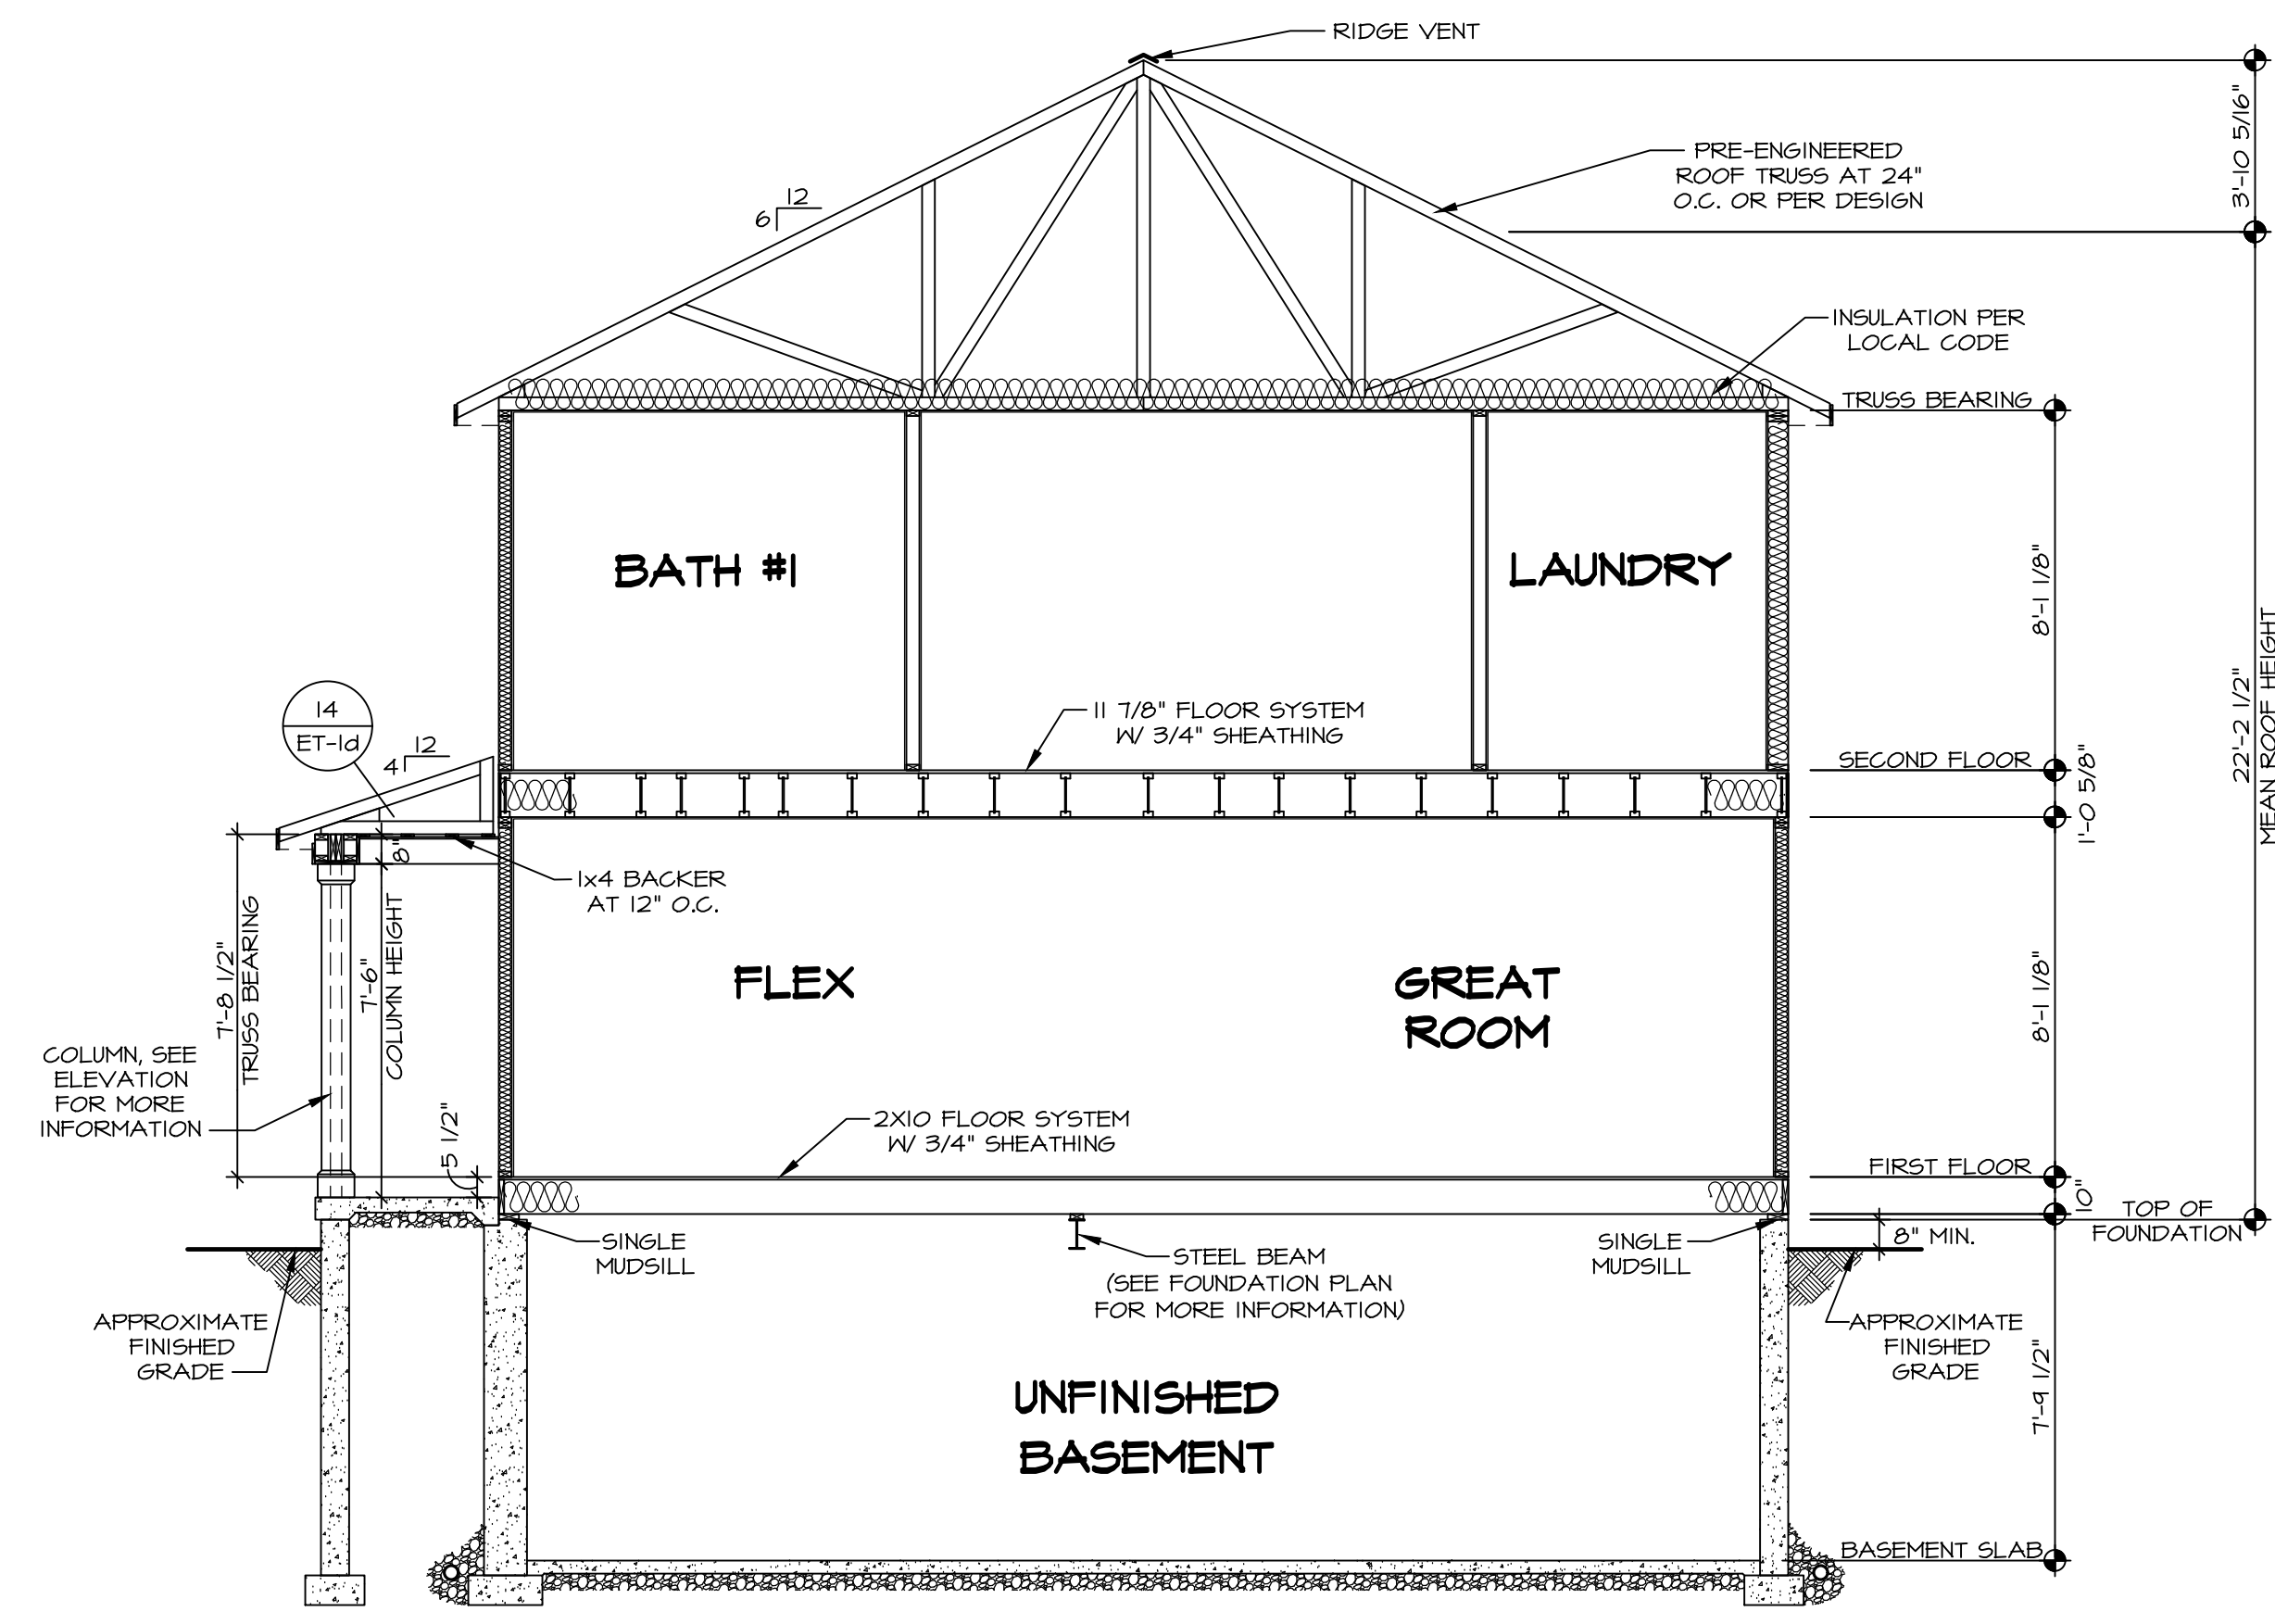 RIDGE VENT
3'-10 5/16"
PRE-ENGINEERED
ROOF TRUSS AT 24"
O.C. OR PER DESIGN
12
6
INSULATION PER
LOCAL CODE
TRUSS BEARING
BATH #1
LAUNDRY
8'-1 1/8"
22'-2 1/2"
MEAN ROOF HEIGHT
14
ET-1d
12
4
11 7/8" FLOOR SYSTEM
W/ 3/4" SHEATHING
SECOND FLOOR
1'-0 5/8"
8"
1x4 BACKER
AT 12" O.C.
7'-8 1/2"
TRUSS BEARING
7'-6"
COLUMN HEIGHT
FLEX
GREAT
ROOM
8'-1 1/8"
COLUMN, SEE
ELEVATION
FOR MORE
INFORMATION
5 1/2"
2X10 FLOOR SYSTEM
W/ 3/4" SHEATHING
FIRST FLOOR
10"
TOP OF
FOUNDATION
8" MIN.
SINGLE
MUDSILL
STEEL BEAM
(SEE FOUNDATION PLAN
FOR MORE INFORMATION)
SINGLE
MUDSILL
APPROXIMATE
FINISHED
GRADE
APPROXIMATE
FINISHED
GRADE
7'-9 1/2"
UNFINISHED
BASEMENT
BASEMENT SLAB